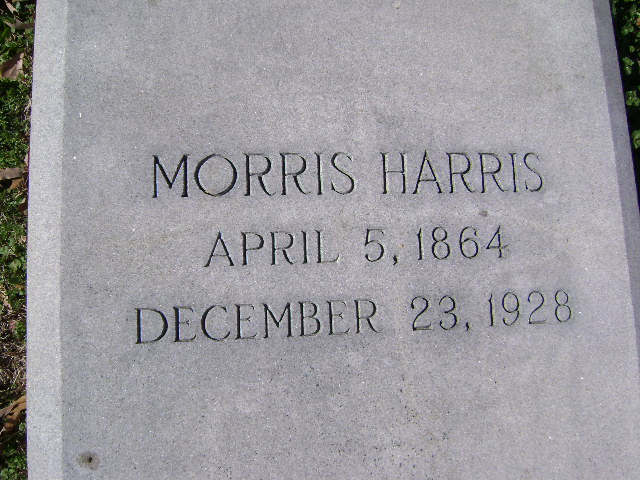 MORRIS HARRIS
APRIL 5, 1864
DECEMBER 23, 1928